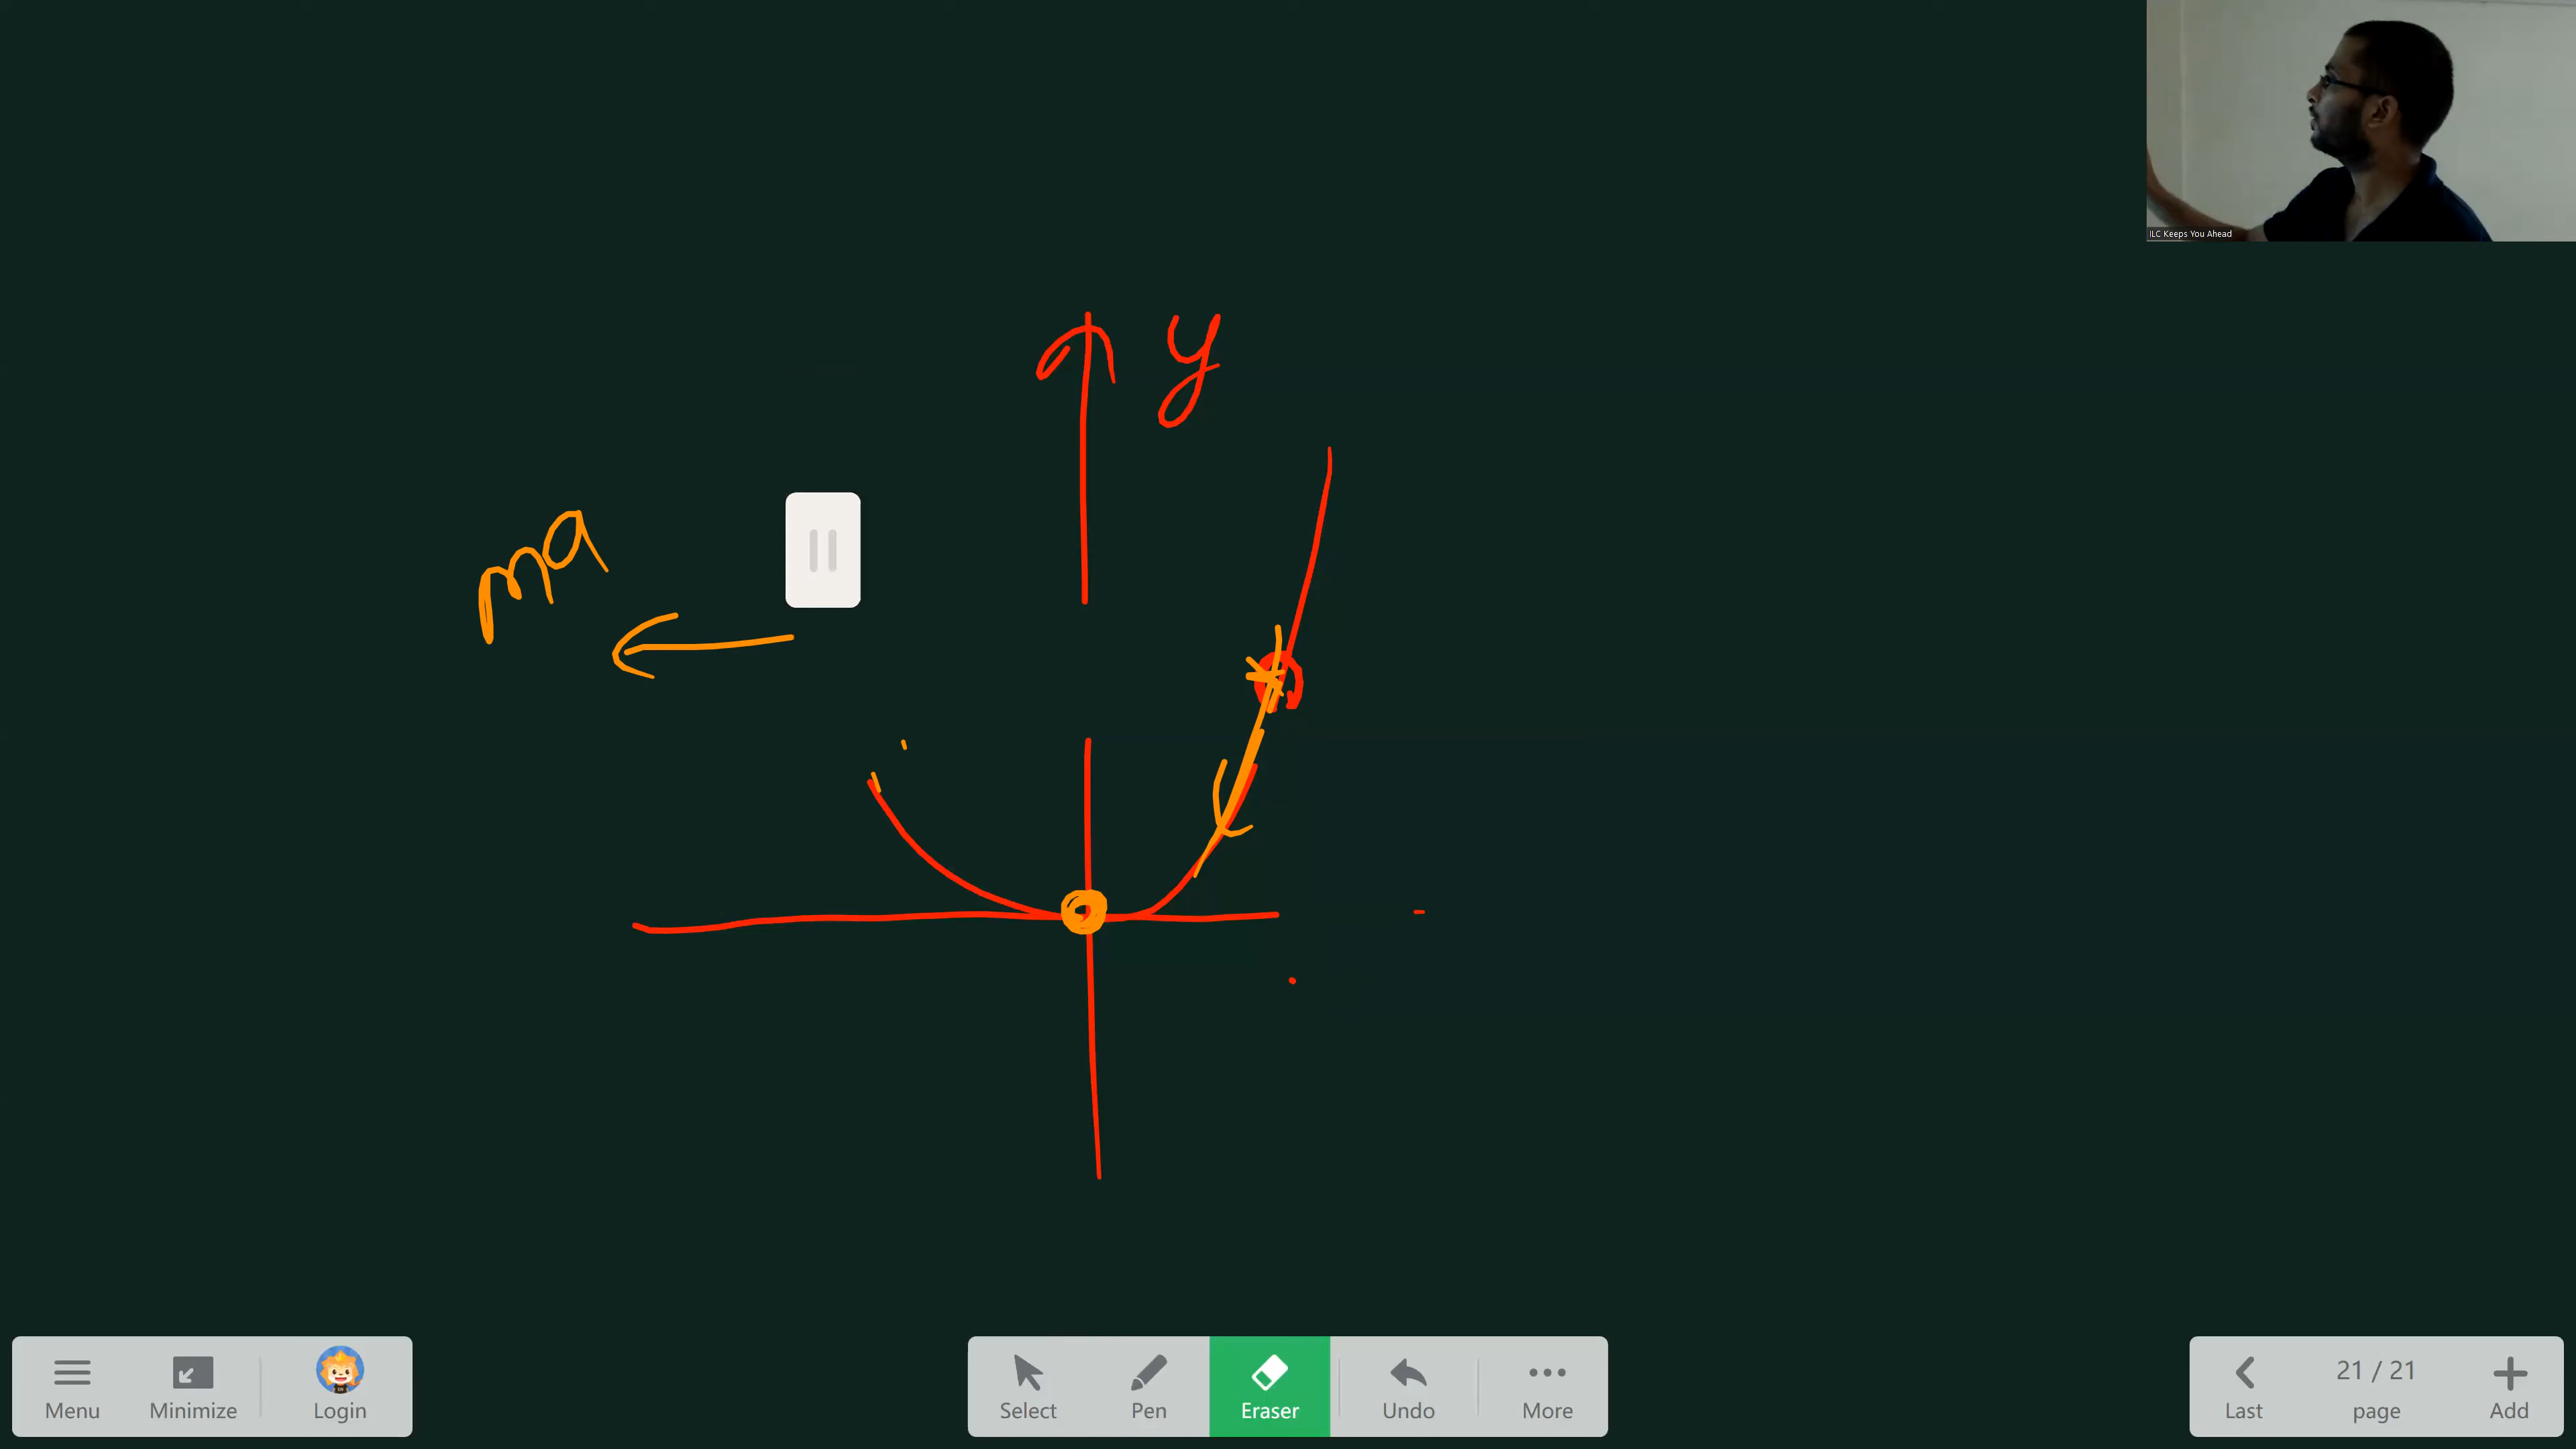 ILC Keeps You Ahead
y
ma
Menu Minimize Login
Select Pen Eraser Undo More
Last 21 / 21 page Add